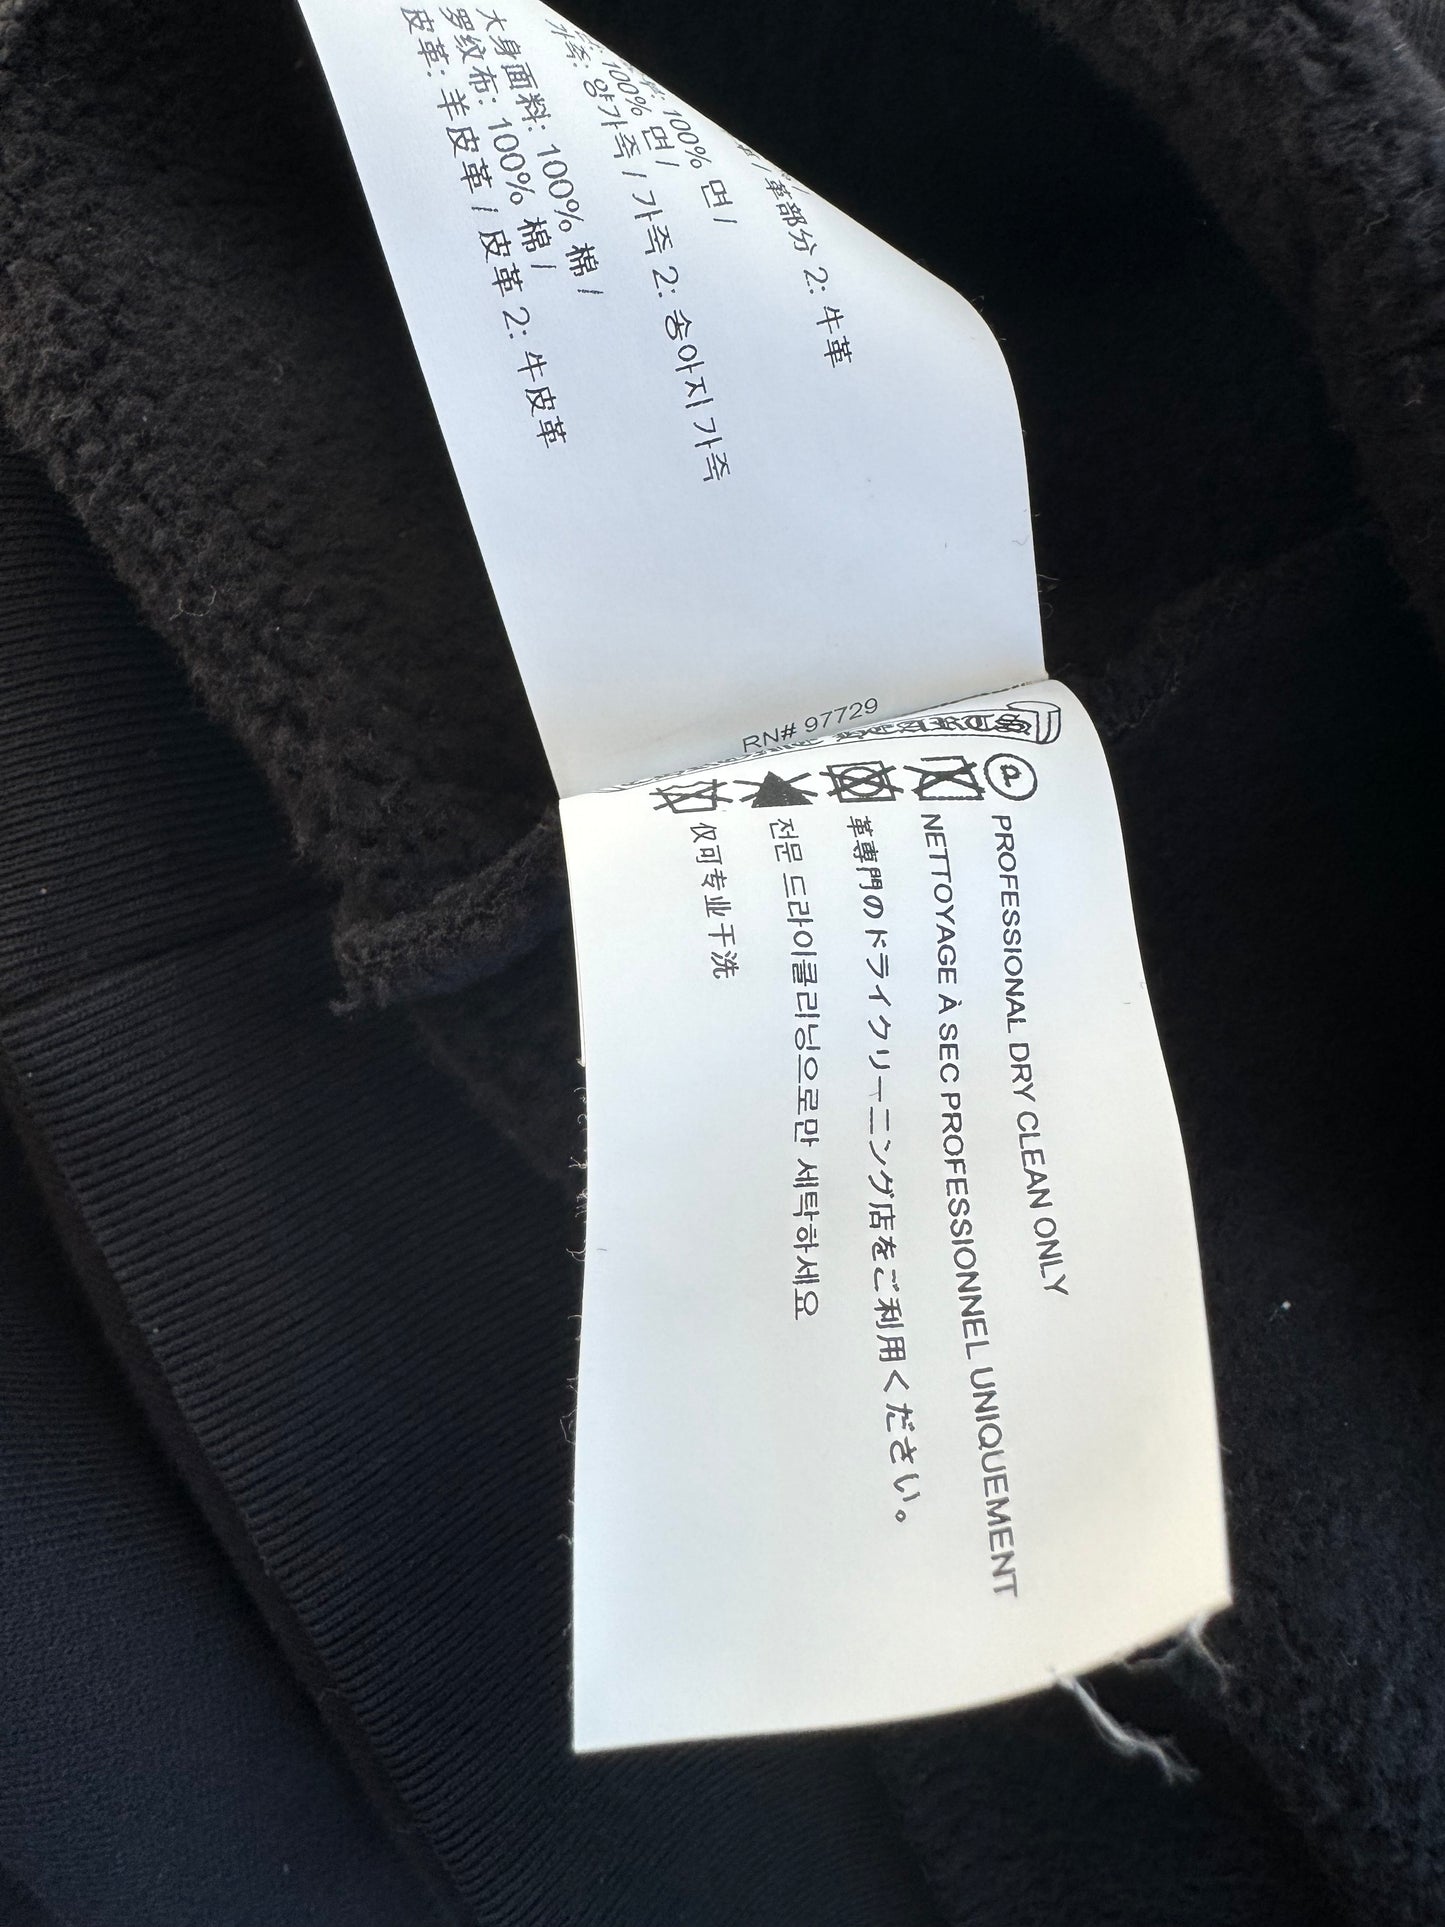 革部分 2: 牛革
100% 면 /
100% 면 /
가죽: 양가죽 / 가죽 2: 송아지 가죽
大身面料: 100% 棉 /
罗纹布: 100% 棉 /
皮革: 羊皮革 / 皮革 2: 牛皮革
RN# 97729
PROFESSIONAL DRY CLEAN ONLY
NETTOYAGE À SEC PROFESSIONNEL UNIQUEMENT
革専門のドライクリーニング店をご利用ください。
전문 드라이클리닝으로만 세탁하세요
仅可专业干洗